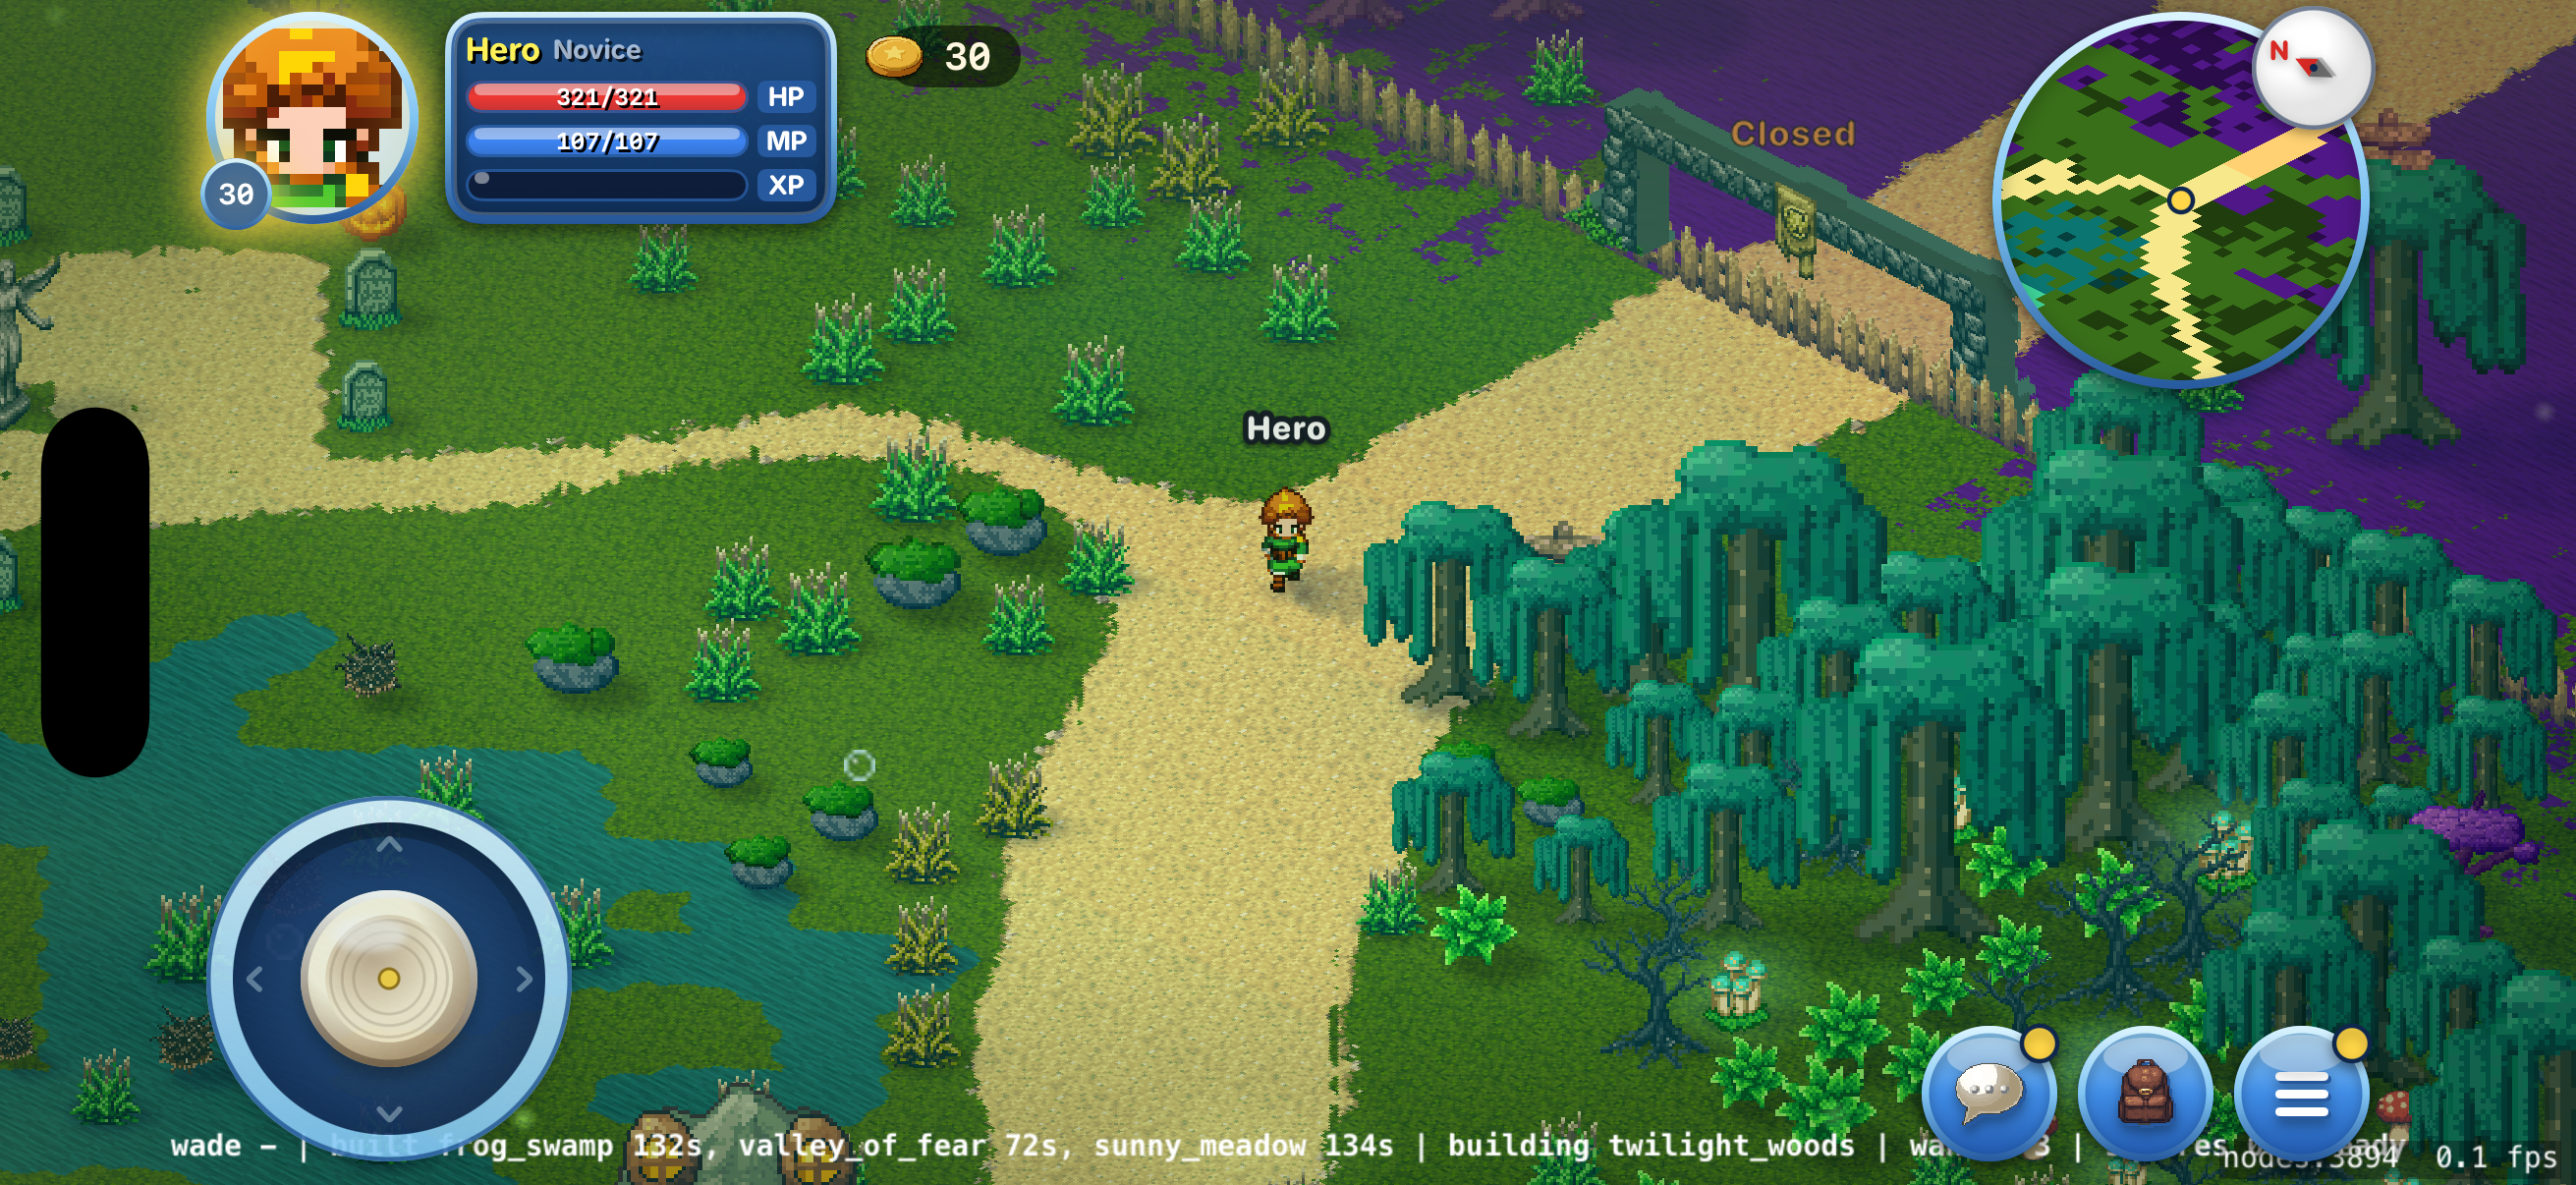 Hero Novice
30
321/321 HP
107/107 MP
30
XP
N
Closed
Hero
wade – | built frog_swamp 132s, valley_of_fear 72s, sunny_meadow 134s | building twilight_woods |
nodes:3894 0.1 fps